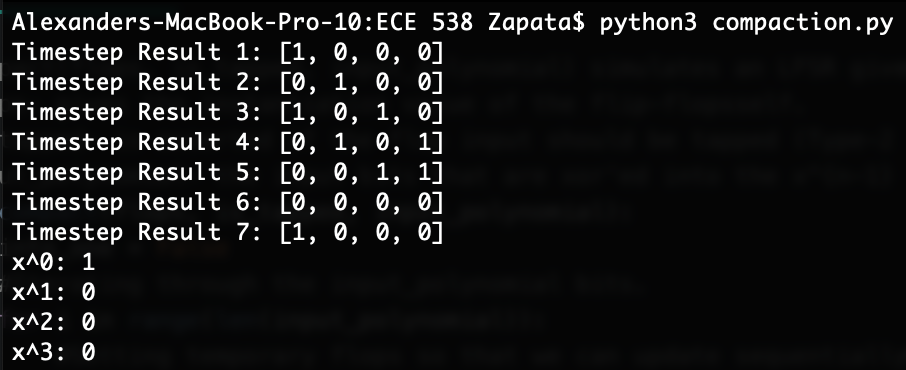 Alexanders-MacBook-Pro-10:ECE 538 Zapata$ python3 compaction.py
Timestep Result 1: [1, 0, 0, 0]
Timestep Result 2: [0, 1, 0, 0]
Timestep Result 3: [1, 0, 1, 0]
Timestep Result 4: [0, 1, 0, 1]
Timestep Result 5: [0, 0, 1, 1]
Timestep Result 6: [0, 0, 0, 0]
Timestep Result 7: [1, 0, 0, 0]
x^0: 1
x^1: 0
x^2: 0
x^3: 0